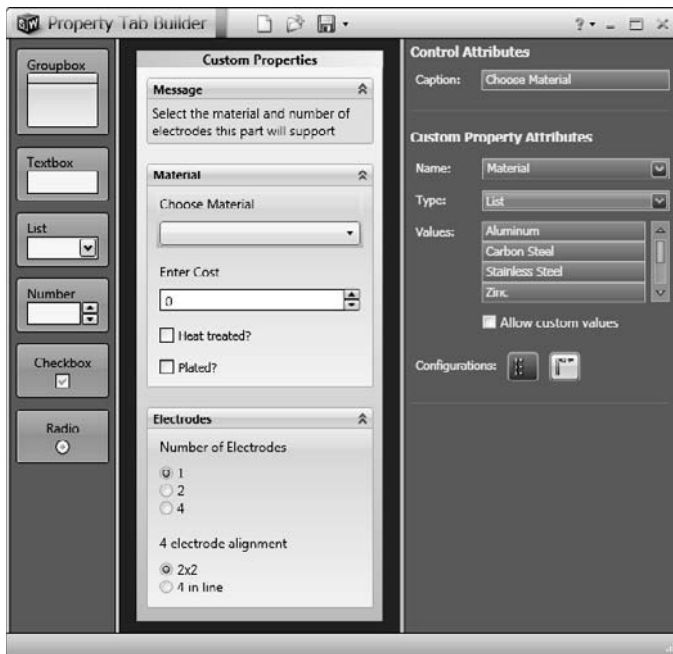 Property Tab Builder
?
Groupbox
Textbox
List
Number
Checkbox
Radio
Custom Properties
Message
Select the material and number of
electrodes this part will support
Material
Choose Material
Enter Cost
0
Heat treated?
Plated?
Electrodes
Number of Electrodes
1
2
4
4 electrode alignment
2x2
4 in line
Control Attributes
Caption: Choose Material
Custom Property Attributes
Name: Material
Type: List
Values: Aluminum
Carbon Steel
Stainless Steel
Zinc
Allow custom values
Configurations: